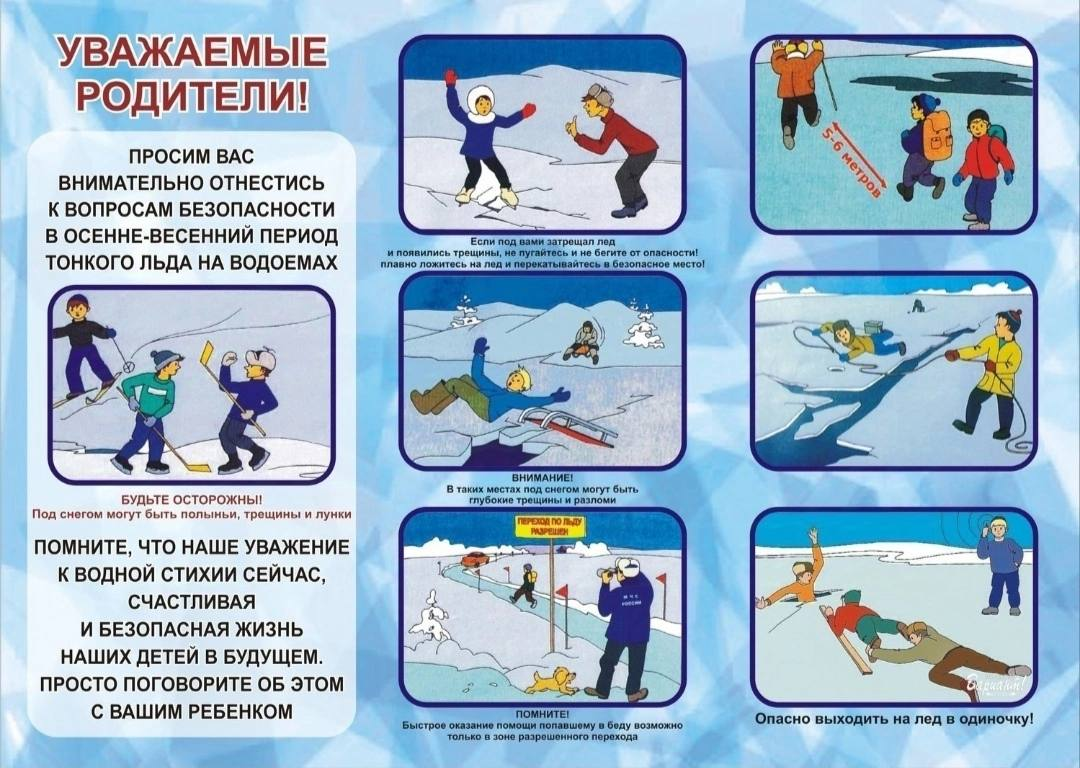 УВАЖАЕМЫЕ
РОДИТЕЛИ!
ПРОСИМ ВАС
ВНИМАТЕЛЬНО ОТНЕСТИСЬ
К ВОПРОСАМ БЕЗОПАСНОСТИ
В ОСЕННЕ-ВЕСЕННИЙ ПЕРИОД
ТОНКОГО ЛЬДА НА ВОДОЕМАХ
БУДЬТЕ ОСТОРОЖНЫ!
Под снегом могут быть полыньи, трещины и лунки
ПОМНИТЕ, ЧТО НАШЕ УВАЖЕНИЕ
К ВОДНОЙ СТИХИИ СЕЙЧАС,
СЧАСТЛИВАЯ
И БЕЗОПАСНАЯ ЖИЗНЬ
НАШИХ ДЕТЕЙ В БУДУЩЕМ.
ПРОСТО ПОГОВОРИТЕ ОБ ЭТОМ
С ВАШИМ РЕБЕНКОМ
Если под вами затрещал лед
и появились трещины, не пугайтесь и не бегите от опасности!
плавно ложитесь на лед и перекатывайтесь в безопасное место!
ВНИМАНИЕ!
В таких местах под снегом могут быть
глубокие трещины и разломы
ПЕРЕХОД ПО ЛЬДУ
РАЗРЕШЕН
М Ч С
РОССИИ
ПОМНИТЕ!
Быстрое оказание помощи попавшему в беду возможно
только в зоне разрешенного перехода
5-6 метров
Вариант!
Опасно выходить на лед в одиночку!